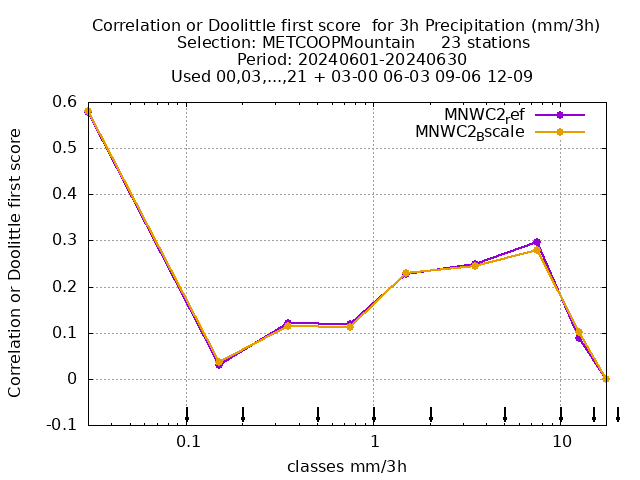 Correlation or Doolittle first score  for 3h Precipitation (mm/3h)
Selection: METCOOPMountain     23 stations
Period: 20240601-20240630
Used 00,03,...,21 + 03-00 06-03 09-06 12-09
Correlation or Doolittle first score
0.6
0.5
0.4
0.3
0.2
0.1
0
-0.1
MNWC2ref
MNWC2Bscale
0.1
1
10
classes mm/3h